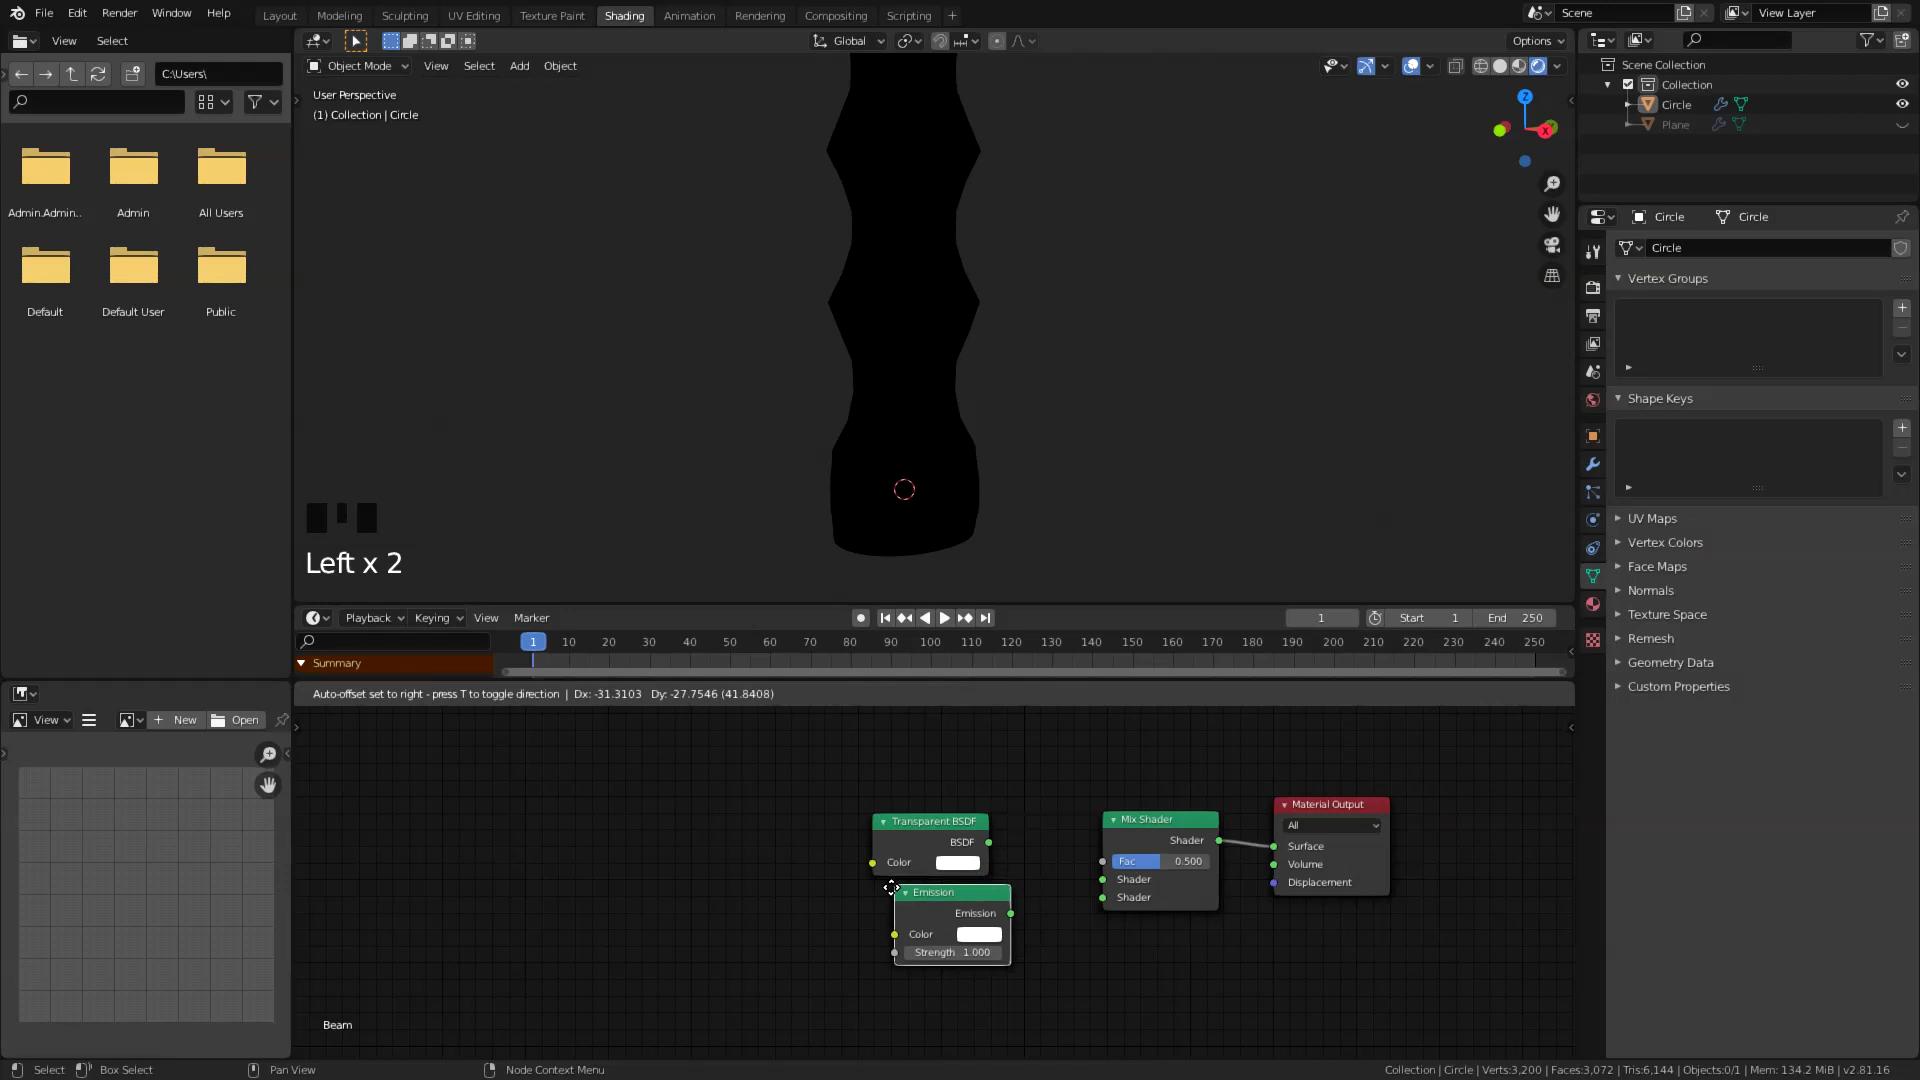 File Edit Render Window Help
Layout Modeling Sculpting UV Editing Texture Paint Shading Animation Rendering Compositing Scripting
Scene
View Layer
View Select
Global
Options
C:\Users\
Object Mode View Select Add Object
User Perspective
(1) Collection | Circle
Admin.Admin..
Admin
All Users
Default
Default User
Public
Z
X
Left x 2
Playback Keying View Marker
1
Start 1
End 250
1 10 20 30 40 50 60 70 80 90 100 110 120 130 140 150 160 170 180 190 200 210 220 230 240 250
Summary
Auto-offset set to right - press T to toggle direction | Dx: -31.3103 Dy: -27.7546 (41.8408)
View
New
Open
Transparent BSDF
BSDF
Color
Emission
Emission
Color
Strength 1.000
Mix Shader
Shader
Fac 0.500
Shader
Shader
Material Output
All
Surface
Volume
Displacement
Beam
Scene Collection
Collection
Circle
Plane
Circle
Circle
Circle
Vertex Groups
Shape Keys
UV Maps
Vertex Colors
Face Maps
Normals
Texture Space
Remesh
Geometry Data
Custom Properties
Select
Box Select
Pan View
Node Context Menu
Collection | Circle | Verts:3,200 | Faces:3,072 | Tris:6,144 | Objects:0/1 | Mem: 134.2 MiB | v2.81.16